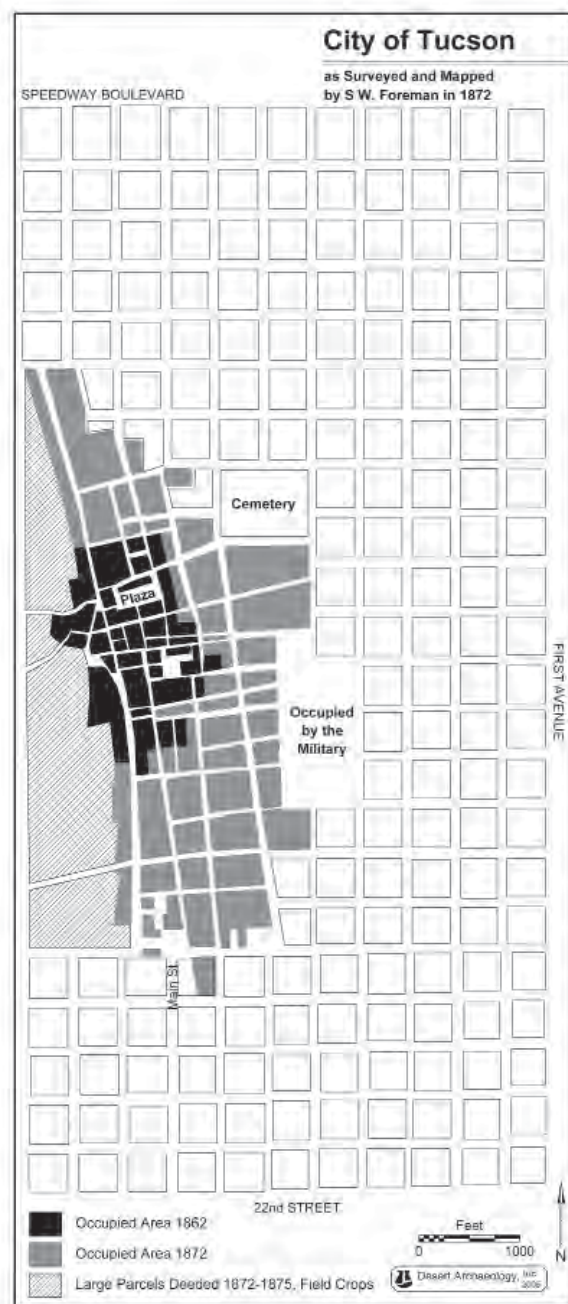 City of Tucson
as Surveyed and Mapped
by S W. Foreman in 1872
SPEEDWAY BOULEVARD
Cemetery
Plaza
FIRST AVENUE
Occupied
by the
Military
Main St.
22nd STREET
Occupied Area 1862
Occupied Area 1872
Large Parcels Deeded 1872-1875, Field Crops
Feet
0 1000
N
Desert Archaeology, Inc.
2006